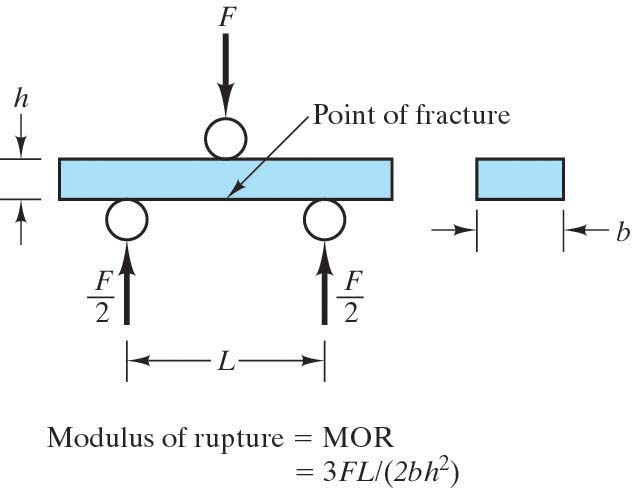 F
h
Point of fracture
b
F/2
F/2
L
Modulus of rupture = MOR
= 3FL/(2bh²)